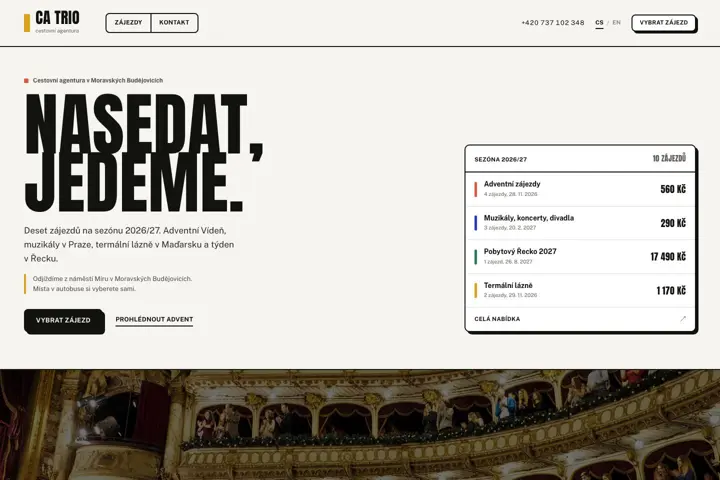 CA TRIO
cestovní agentura
ZÁJEZDY
KONTAKT
+420 737 102 348
CS / EN
VYBRAT ZÁJEZD
Cestovní agentura v Moravských Budějovicích
NASEDAT,
JEDEME.
Deset zájezdů na sezónu 2026/27. Adventní Vídeň,
muzikály v Praze, termální lázně v Maďarsku a týden
v Řecku.
Odjíždíme z náměstí Míru v Moravských Budějovicích.
Místa v autobuse si vyberete sami.
VYBRAT ZÁJEZD
PROHLÉDNOUT ADVENT
SEZÓNA 2026/27
10 ZÁJEZDŮ
Adventní zájezdy
4 zájezdy, 28. 11. 2026
560 Kč
Muzikály, koncerty, divadla
3 zájezdy, 20. 2. 2027
290 Kč
Pobytový Řecko 2027
1 zájezd, 26. 8. 2027
17 490 Kč
Termální lázně
2 zájezdy, 29. 11. 2026
1 170 Kč
CELÁ NABÍDKA